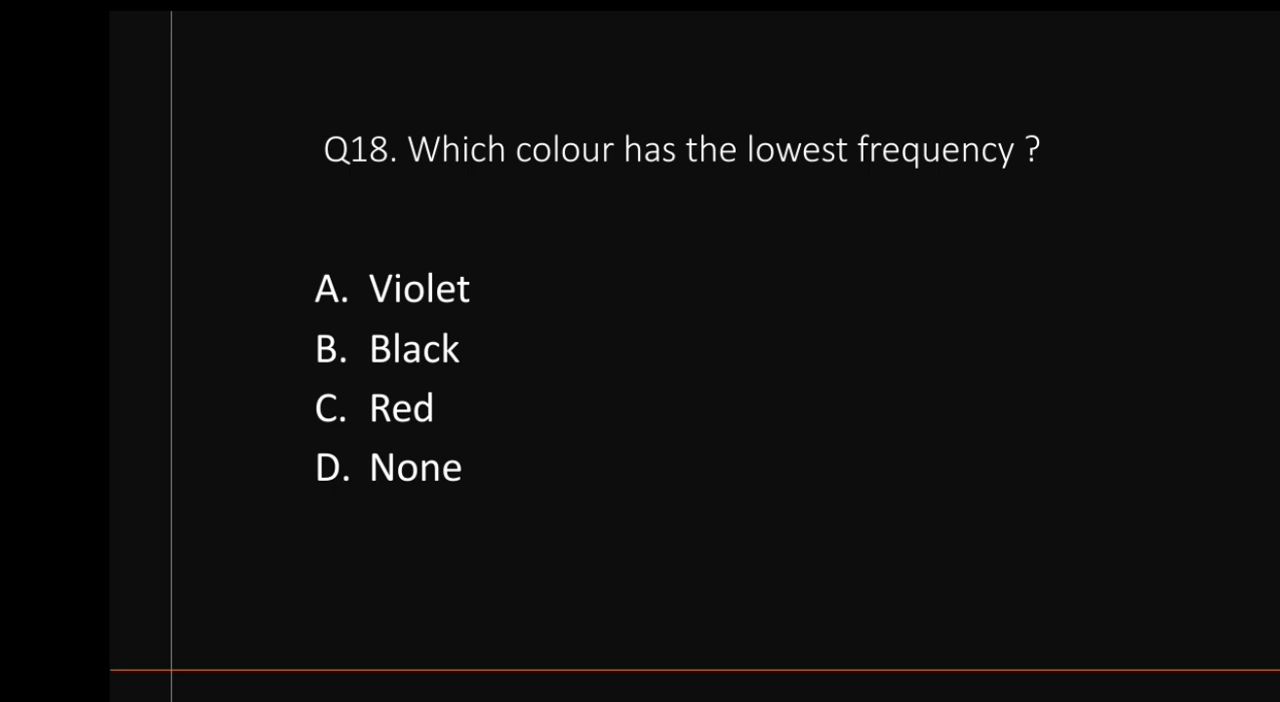 Q18. Which colour has the lowest frequency ?
A. Violet
B. Black
C. Red
D. None